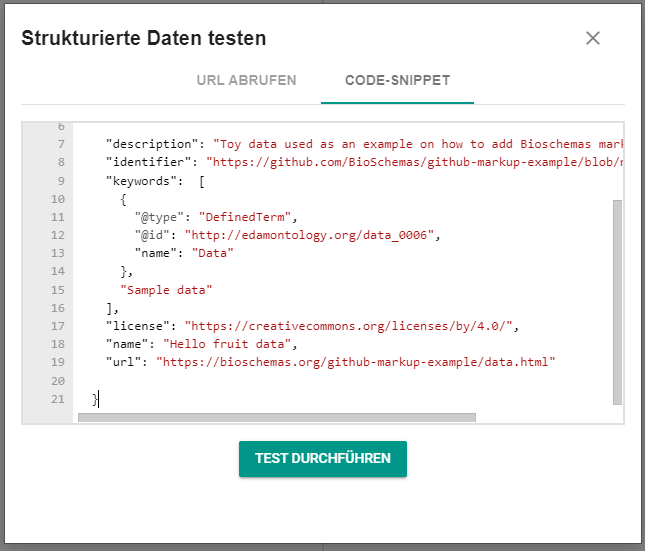 Strukturierte Daten testen
URL ABRUFEN CODE-SNIPPET
6
7 "description": "Toy data used as an example on how to add Bioschemas mark
8 "identifier": "https://github.com/BioSchemas/github-markup-example/blob/m
9 "keywords": [
10 {
11 "@type": "DefinedTerm",
12 "@id": "http://edamontology.org/data_0006",
13 "name": "Data"
14 },
15 "Sample data"
16 ],
17 "license": "https://creativecommons.org/licenses/by/4.0/",
18 "name": "Hello fruit data",
19 "url": "https://bioschemas.org/github-markup-example/data.html"
20
21 }
TEST DURCHFÜHREN